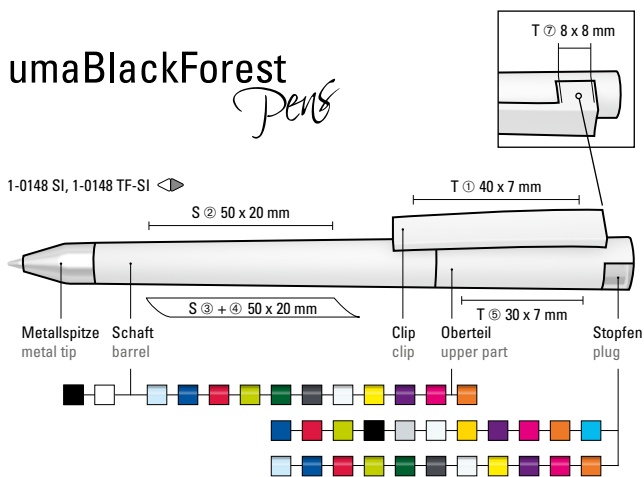 T ⑦ 8 x 8 mm
umaBlackForest
Pens
1-0148 SI, 1-0148 TF-SI
T ① 40 x 7 mm
S ② 50 x 20 mm
S ③ + ④ 50 x 20 mm
T ⑤ 30 x 7 mm
Metallspitze Schaft Clip Oberteil Stopfen
metal tip barrel clip upper part plug